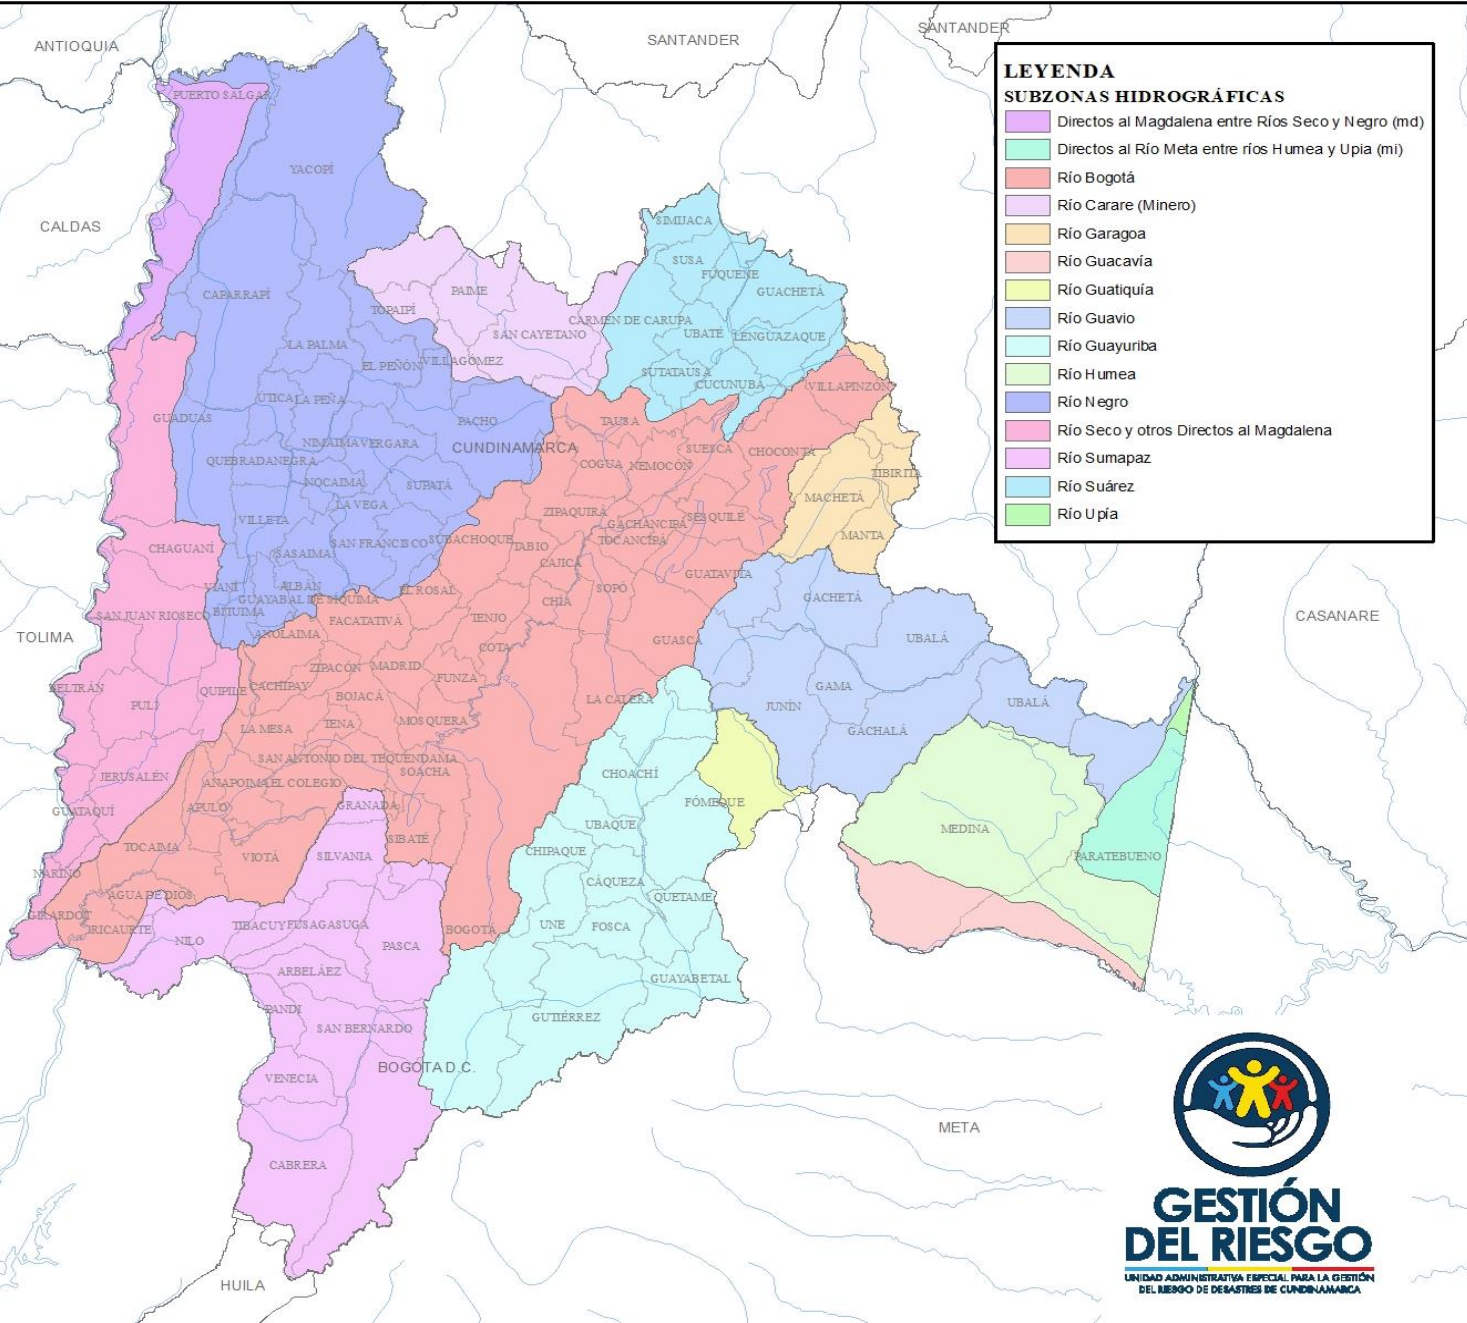 ANTIOQUIA
SANTANDER
SANTANDER
CALDAS
TOLIMA
HUILA
META
CASANARE
CUNDINAMARCA
BOGOTA D.C.
LEYENDA
SUBZONAS HIDROGRÁFICAS
Directos al Magdalena entre Ríos Seco y Negro (md)
Directos al Río Meta entre ríos Humea y Upia (mi)
Río Bogotá
Río Carare (Minero)
Río Garagoa
Río Guacavía
Río Guatiquía
Río Guavio
Río Guayuriba
Río Humea
Río Negro
Río Seco y otros Directos al Magdalena
Río Sumapaz
Río Suárez
Río Upía
PUERTO SALGAR
YACOPÍ
SIMIJACA
SUSA
FÚQUENE
GUACHETÁ
PAIME
CAPARRAPÍ
TOPAIPÍ
CARMEN DE CARUPA
SAN CAYETANO
UBATÉ
LENGUAZAQUE
LA PALMA
EL PEÑÓN
VILLAGÓMEZ
SUTATAUSA
CUCUNUBA
VILLAPINZÓN
ÚTICA
LA PEÑA
GUADUAS
PACHO
TAUSA
NIMAIMA
VERGARA
SUESCA
CHOCONTÁ
QUEBRADANEGRA
COGUA
NEMOCÓN
TIBIRITA
NOCAIMA
SUPATÁ
MACHETÁ
LA VEGA
ZIPAQUIRÁ
GACHANCIPÁ
SESQUILÉ
VILLETA
MANTA
CHAGUANÍ
SASAIMA
SAN FRANCISCO
SUBACHOQUE
TABIO
TOCANCIPÁ
CAJICÁ
GUATAVITA
VIANÍ
ALBÁN
EL ROSAL
SOPÓ
GUAYABAL DE SÍQUIMA
CHÍA
GACHETÁ
SAN JUAN RIOSECO
BITUIMA
FACATATIVÁ
TENJO
ANOLAIMA
GUASCA
UBALÁ
COTA
ZIPACÓN
MADRID
FUNZA
BELTRÁN
QUIPILE
CACHIPAY
BOJACÁ
LA CALERA
GAMA
PULÍ
JUNÍN
UBALÁ
LA MESA
TENA
MOSQUERA
GACHALÁ
SAN ANTONIO DEL TEQUENDAMA
SOACHA
CHOACHÍ
JERUSALÉN
ANAPOIMA
EL COLEGIO
GUATAQUÍ
APULO
GRANADA
FÓMEQUE
UBAQUE
MEDINA
SIBATÉ
TOCAIMA
VIOTÁ
SILVANIA
CHIPAQUE
PARATEBUENO
NARIÑO
CÁQUEZA
AGUA DE DIOS
QUETAME
GIRARDOT
RICAURTE
TIBACUY
FUSAGASUGÁ
BOGOTÁ
UNE
FOSCA
NILO
PASCA
ARBELÁEZ
GUAYABETAL
PANDI
GUTIÉRREZ
SAN BERNARDO
VENECIA
CABRERA
GESTIÓN
DEL RIESGO
UNIDAD ADMINISTRATIVA ESPECIAL PARA LA GESTIÓN
DEL RIESGO DE DESASTRES DE CUNDINAMARCA